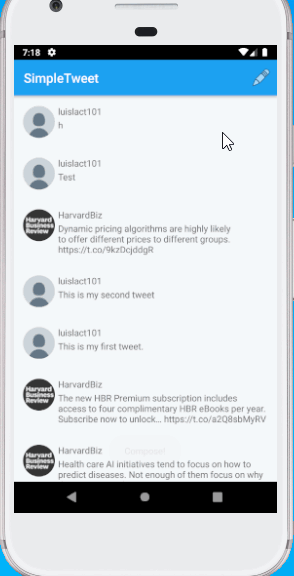 7:18
SimpleTweet
luislact101
h
luislact101
Test
Harvard Business Review
HarvardBiz
Dynamic pricing algorithms are highly likely
to offer different prices to different groups.
https://t.co/9kzDcjddgR
luislact101
This is my second tweet
luislact101
This is my first tweet.
Harvard Business Review
HarvardBiz
The new HBR Premium subscription includes
access to four complimentary HBR eBooks per year.
Subscribe now to unlock... https://t.co/a2Q8sbMyRV
Harvard Business Review
HarvardBiz
Compose!
Health care AI initiatives tend to focus on how to
predict diseases. Not enough of them focus on why